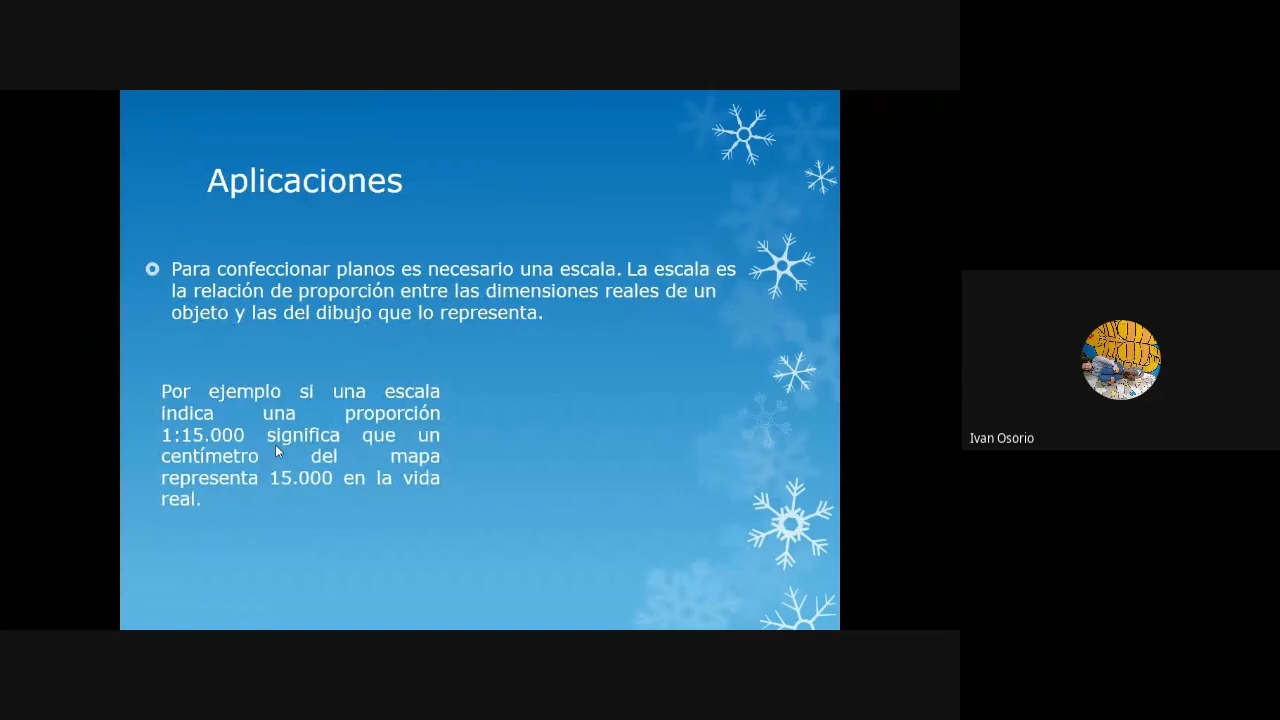 Aplicaciones
Para confeccionar planos es necesario una escala. La escala es
la relación de proporción entre las dimensiones reales de un
objeto y las del dibujo que lo representa.
Por ejemplo si una escala
indica una proporción
1:15.000 significa que un
centímetro del mapa
representa 15.000 en la vida
real.
Ivan Osorio